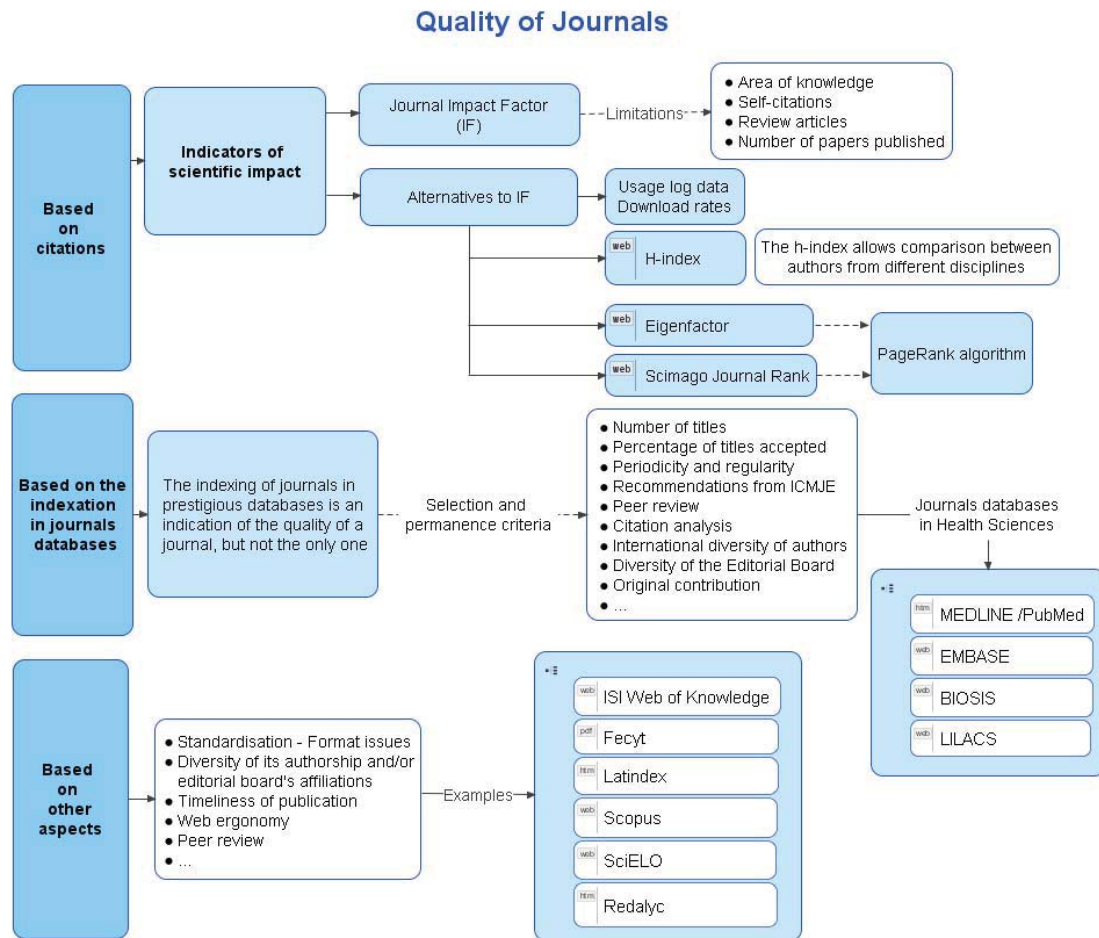 Quality of Journals
Based
on
citations
Indicators of
scientific impact
Journal Impact Factor
(IF)
Limitations
● Area of knowledge
● Self-citations
● Review articles
● Number of papers published
Alternatives to IF
Usage log data
Download rates
web
H-index
The h-index allows comparison between
authors from different disciplines
web
Eigenfactor
web
Scimago Journal Rank
PageRank algorithm
Based on the
indexation
in journals
databases
The indexing of journals in
prestigious databases is an
indication of the quality of a
journal, but not the only one
Selection and
permanence criteria
● Number of titles
● Percentage of titles accepted
● Periodicity and regularity
● Recommendations from ICMJE
● Peer review
● Citation analysis
● International diversity of authors
● Diversity of the Editorial Board
● Original contribution
● ...
Journals databases
in Health Sciences
htm
MEDLINE /PubMed
web
EMBASE
web
BIOSIS
web
LILACS
Based
on
other
aspects
● Standardisation - Format issues
● Diversity of its authorship and/or
editorial board's affiliations
● Timeliness of publication
● Web ergonomy
● Peer review
● ...
Examples
web
ISI Web of Knowledge
pdf
Fecyt
htm
Latindex
web
Scopus
web
SciELO
htm
Redalyc